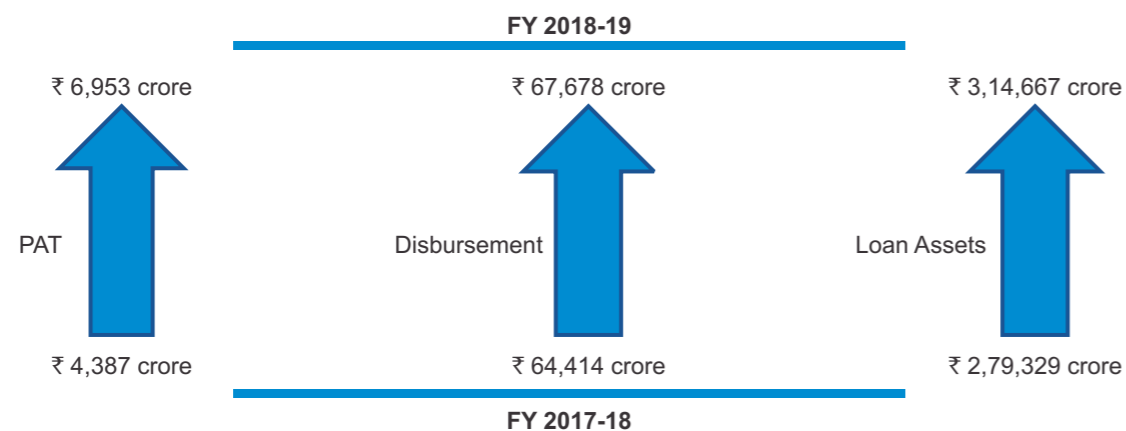 FY 2018-19
₹ 6,953 crore
₹ 67,678 crore
₹ 3,14,667 crore
PAT
Disbursement
Loan Assets
₹ 4,387 crore
₹ 64,414 crore
₹ 2,79,329 crore
FY 2017-18